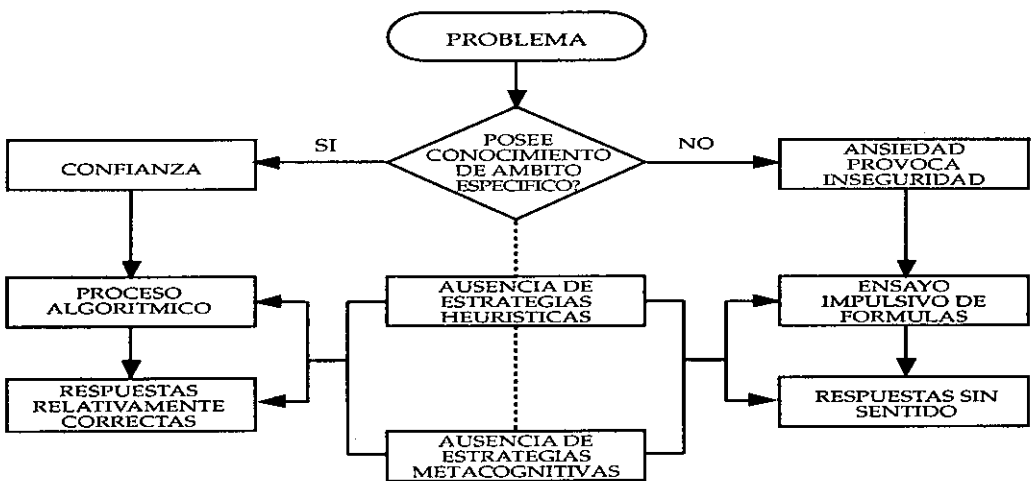 PROBLEMA
SI
POSEE
CONOCIMIENTO
DE AMBITO
ESPECIFICO?
NO
CONFIANZA
ANSIEDAD
PROVOCA
INSEGURIDAD
PROCESO
ALGORITMICO
AUSENCIA DE
ESTRATEGIAS
HEURISTICAS
ENSAYO
IMPULSIVO DE
FORMULAS
RESPUESTAS
RELATIVAMENTE
CORRECTAS
RESPUESTAS SIN
SENTIDO
AUSENCIA DE
ESTRATEGIAS
METACOGNITIVAS